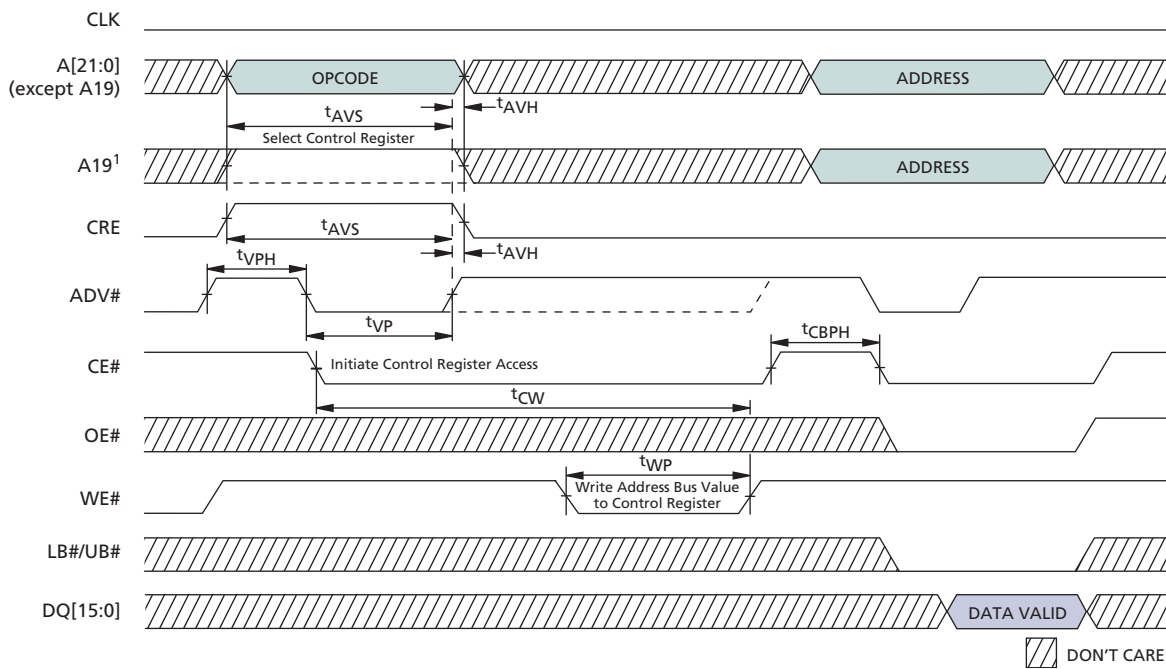 CLK
A[21:0]
(except A19)
OPCODE
ADDRESS
tAVS
tAVH
Select Control Register
A19¹
ADDRESS
CRE
tAVS
tAVH
tVPH
ADV#
tVP
tCBPH
CE#
Initiate Control Register Access
tCW
OE#
tWP
WE#
Write Address Bus Value
to Control Register
LB#/UB#
DQ[15:0]
DATA VALID
DON'T CARE